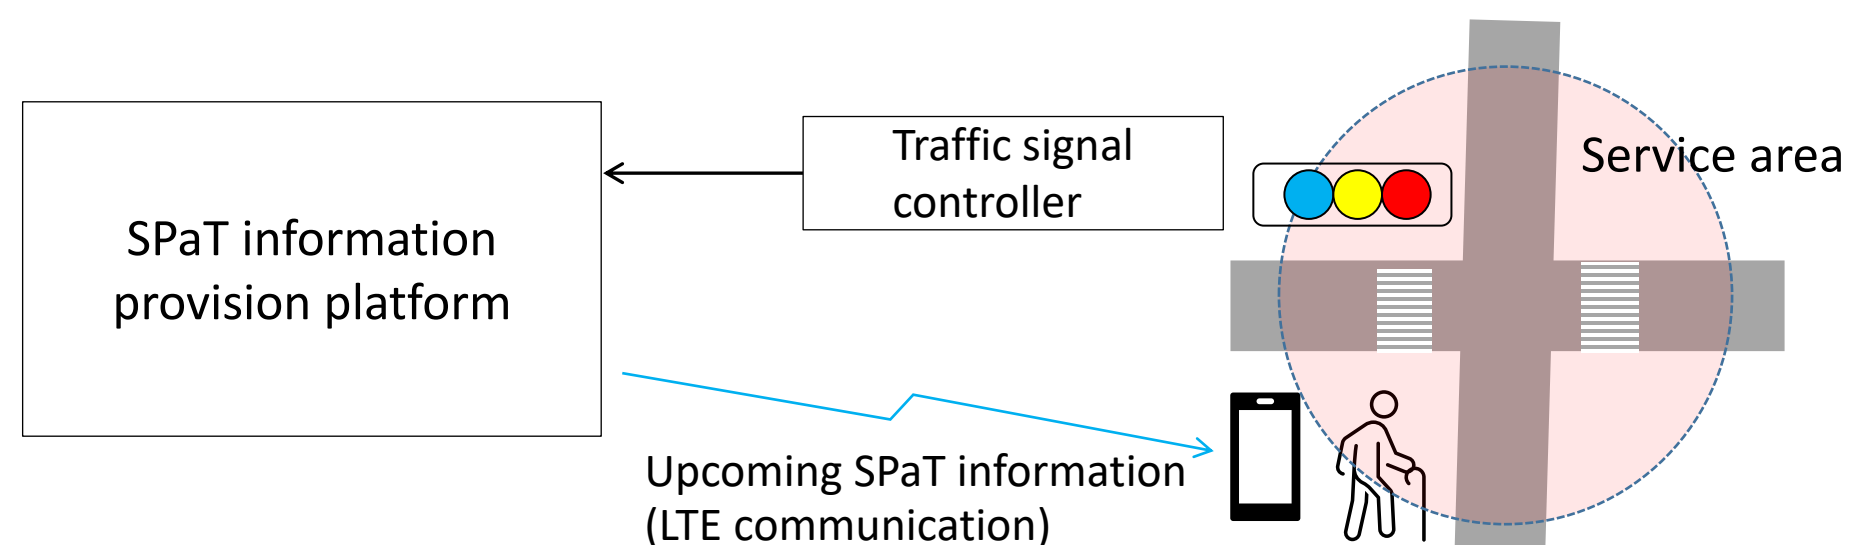 SPaT information
provision platform
Traffic signal
controller
Service area
Upcoming SPaT information
(LTE communication)